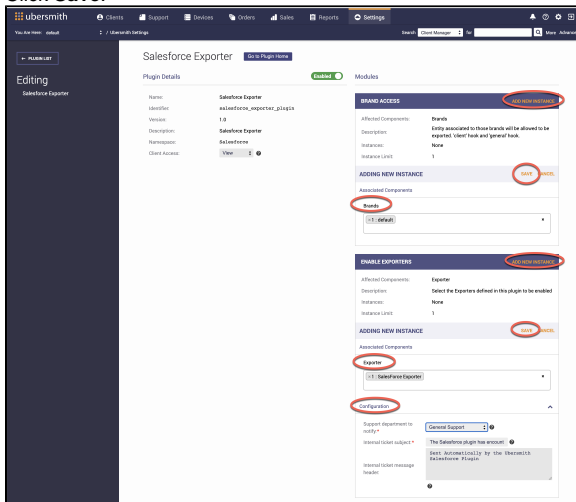 ubersmith
Clients
Support
Devices
Orders
Sales
Reports
Settings
You Are Here: default / Ubersmith Settings
Search Client Manager for
More Advanced
← PLUGIN LIST
Editing
Salesforce Exporter
Salesforce Exporter
Go to Plugin Home
Plugin Details
Enabled
Name: Salesforce Exporter
Identifier: salesforce_exporter_plugin
Version: 1.0
Description: Salesforce Exporter
Namespace: Salesforce
Client Access: View
Modules
BRAND ACCESS
ADD NEW INSTANCE
Affected Components: Brands
Description: Entity associated to those brands will be allowed to be
exported. 'client' hook and 'general' hook.
Instances: None
Instance Limit: 1
ADDING NEW INSTANCE
SAVE CANCEL
Associated Components
Brands
×1 : default
ENABLE EXPORTERS
ADD NEW INSTANCE
Affected Components: Exporter
Description: Select the Exporters defined in this plugin to be enabled
Instances: None
Instance Limit: 1
ADDING NEW INSTANCE
SAVE CANCEL
Associated Components
Exporter
×1 : SalesForce Exporter
Configuration
Support department to
notify * General Support
Internal ticket subject * The Salesforce plugin has encount
Internal ticket message
header
Sent Automatically by the Ubersmith
Salesforce Plugin